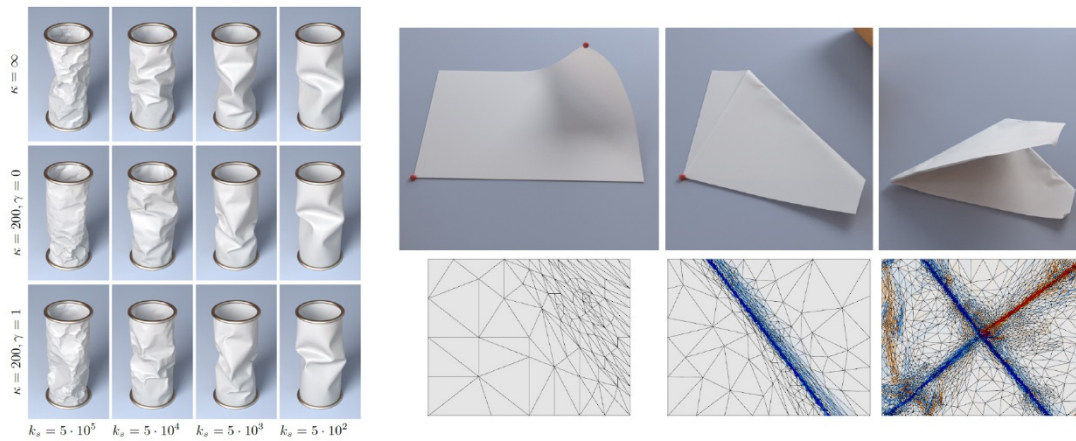 κ = ∞
κ = 200, γ = 0
κ = 200, γ = 1
k_s = 5 · 10^5 k_s = 5 · 10^4 k_s = 5 · 10^3 k_s = 5 · 10^2